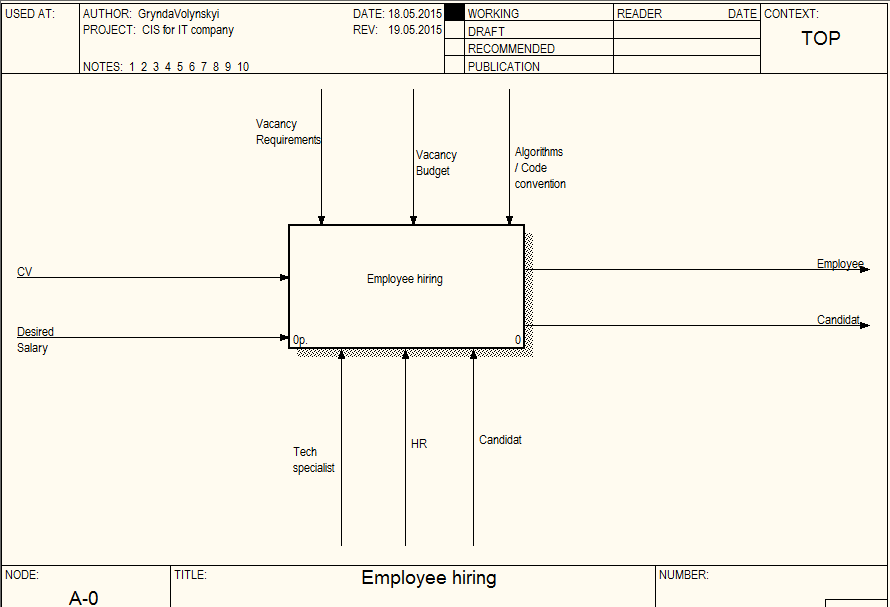 USED AT:
AUTHOR: GryndaVolynskyi
DATE: 18.05.2015
PROJECT: CIS for IT company
REV: 19.05.2015
NOTES: 1 2 3 4 5 6 7 8 9 10
WORKING
DRAFT
RECOMMENDED
PUBLICATION
READER
DATE
CONTEXT:
TOP
Vacancy
Requirements
Vacancy
Budget
Algorithms
/ Code
convention
CV
Desired
Salary
Employee hiring
0р.
0
Employee
Candidat
Tech
specialist
HR
Candidat
NODE:
A-0
TITLE:
Employee hiring
NUMBER: